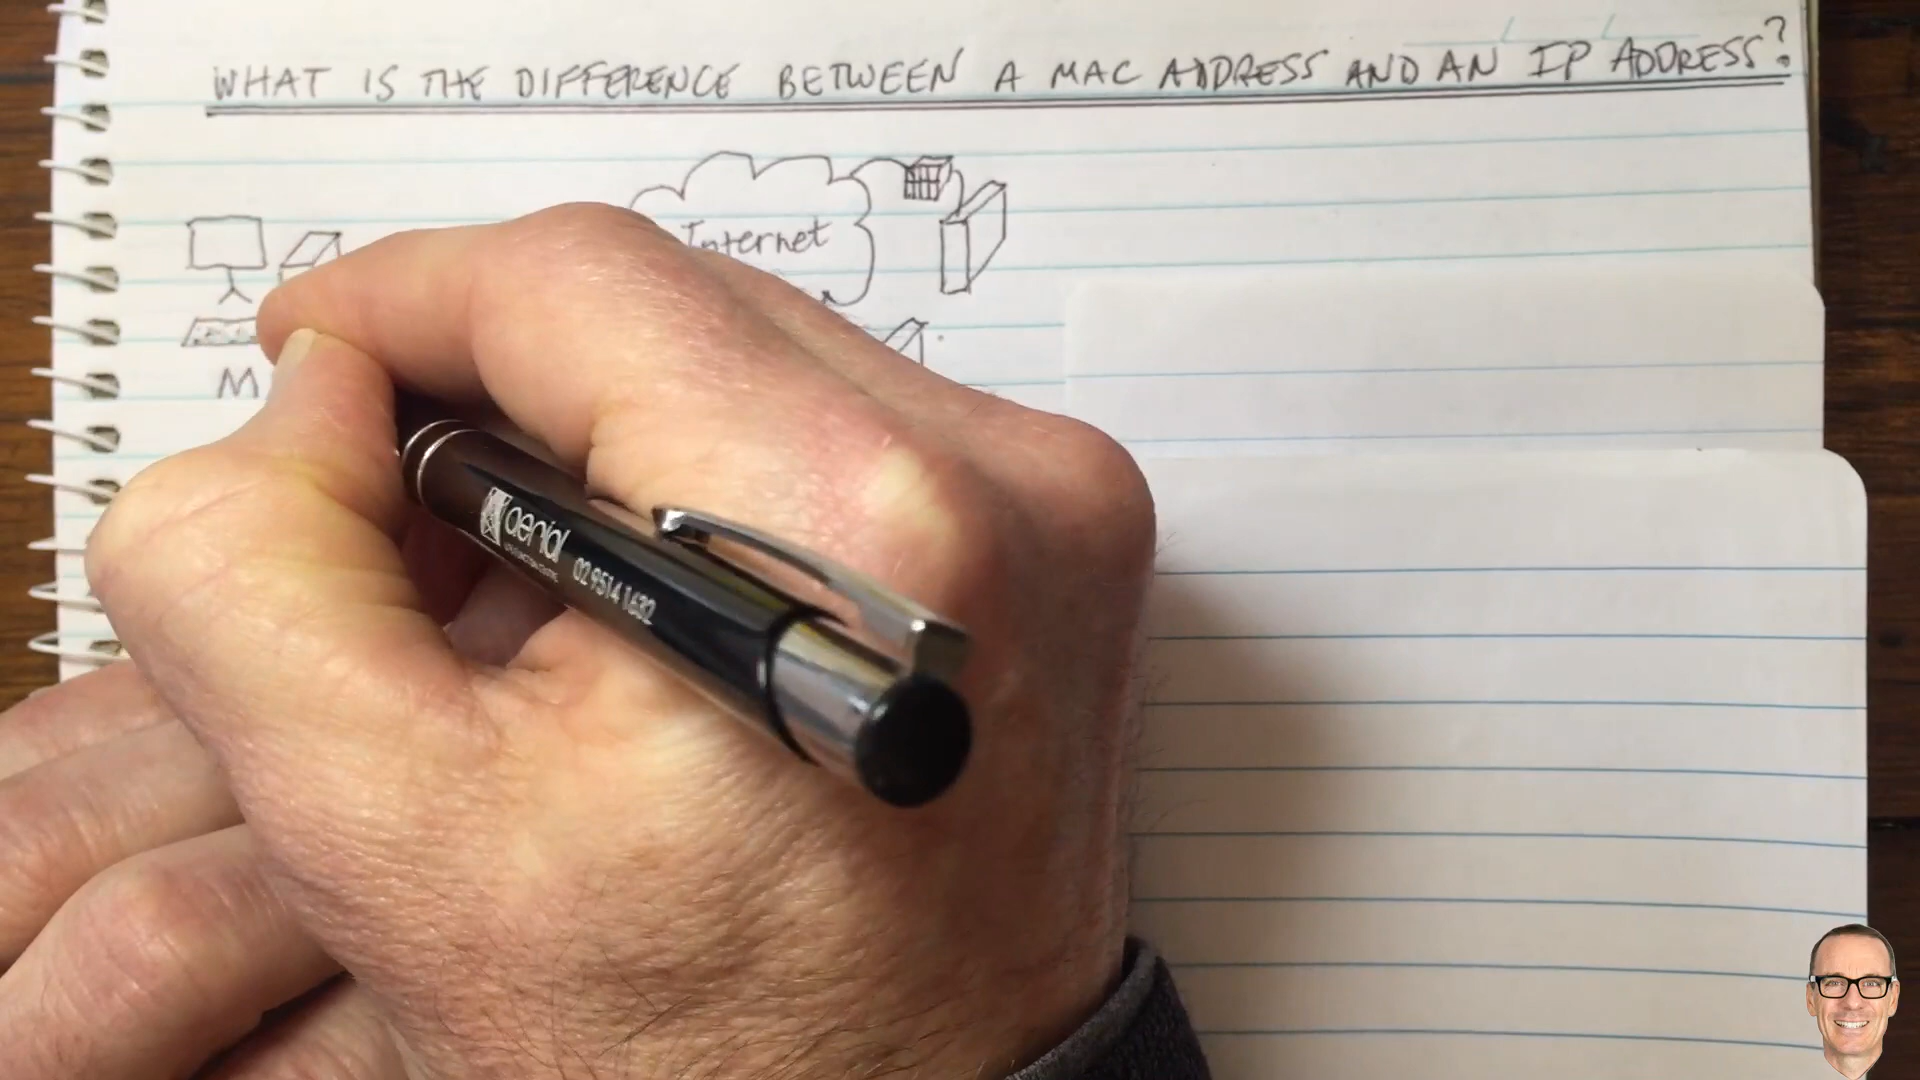 WHAT IS THE DIFFERENCE BETWEEN A MAC ADDRESS AND AN IP ADDRESS?
Internet
M
aerial
02 9514 1632